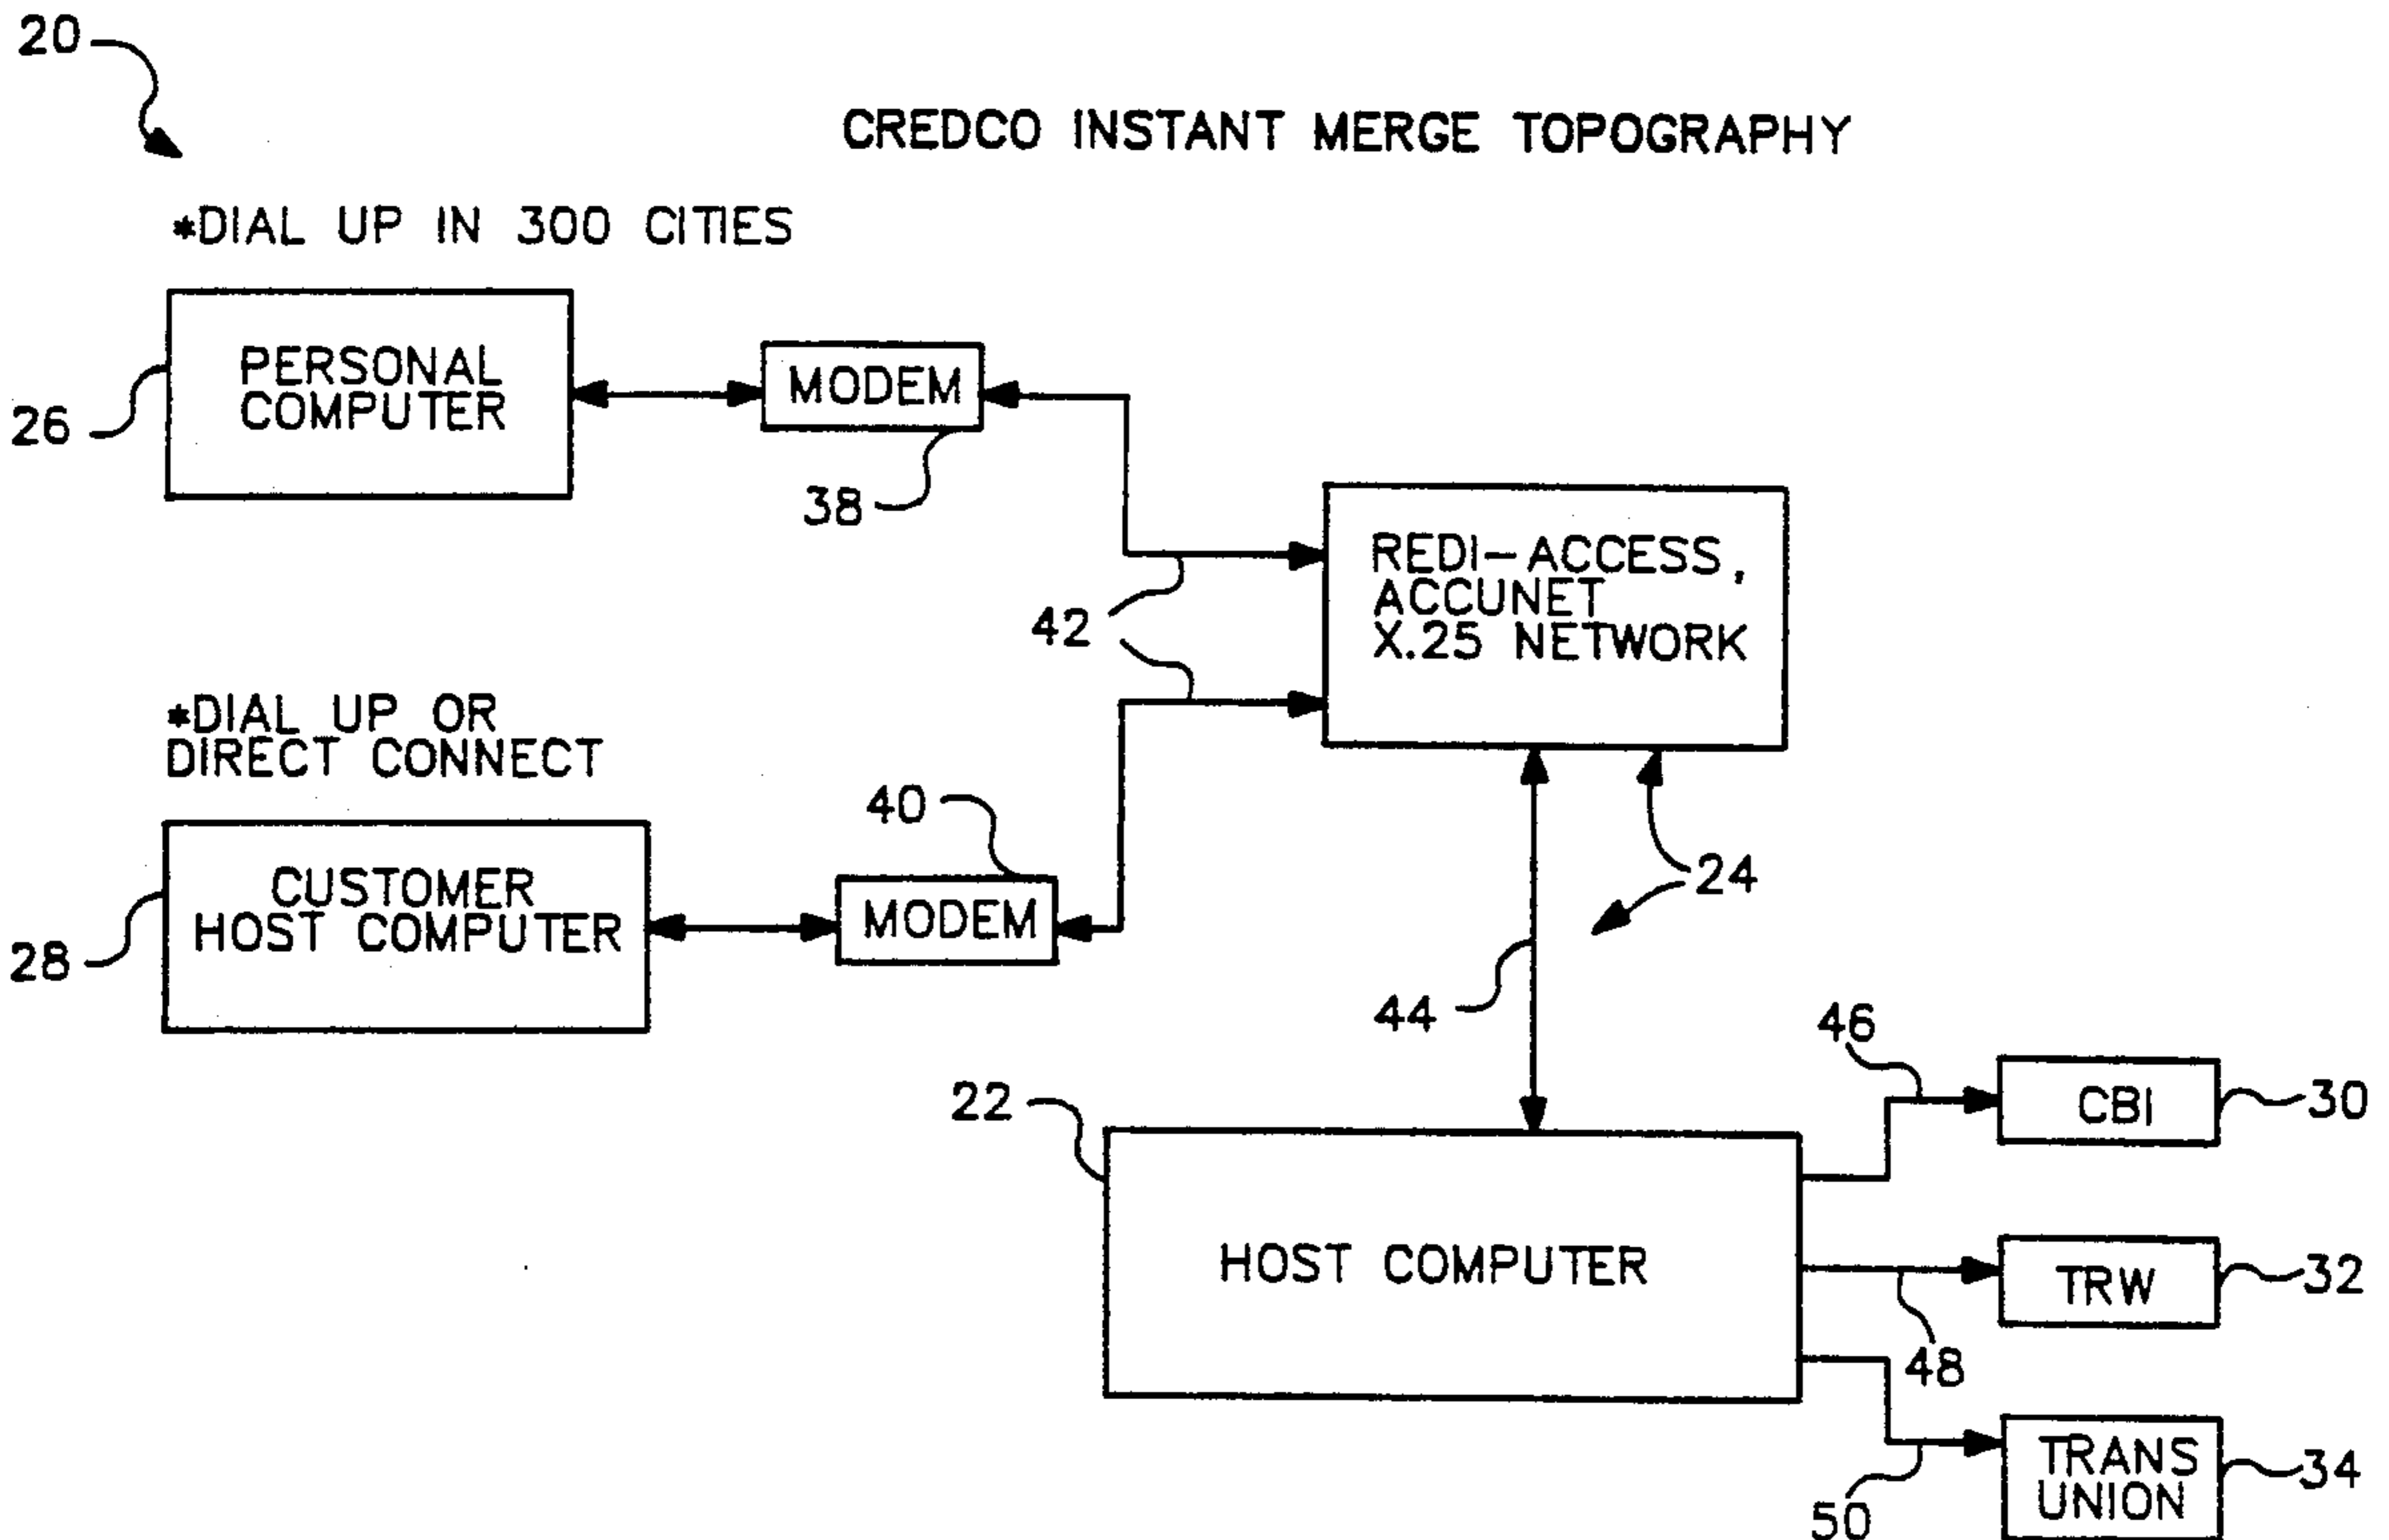 20
CREDCO INSTANT MERGE TOPOGRAPHY
*DIAL UP IN 300 CITIES
PERSONAL
COMPUTER
26
MODEM
38
REDI-ACCESS,
ACCUNET
X.25 NETWORK
42
*DIAL UP OR
DIRECT CONNECT
40
24
CUSTOMER
HOST COMPUTER
28
MODEM
44
46
22
CBI
30
HOST COMPUTER
TRW
32
48
TRANS
UNION
34
50